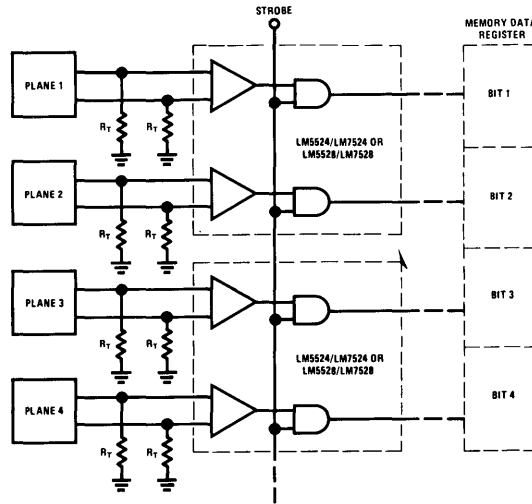 STROBE
MEMORY DATA
REGISTER
PLANE 1
RT
RT
BIT 1
LM5524/LM7524 OR
LM5528/LM7528
PLANE 2
RT
RT
BIT 2
PLANE 3
RT
RT
BIT 3
LM5524/LM7524 OR
LM5528/LM7528
PLANE 4
RT
RT
BIT 4